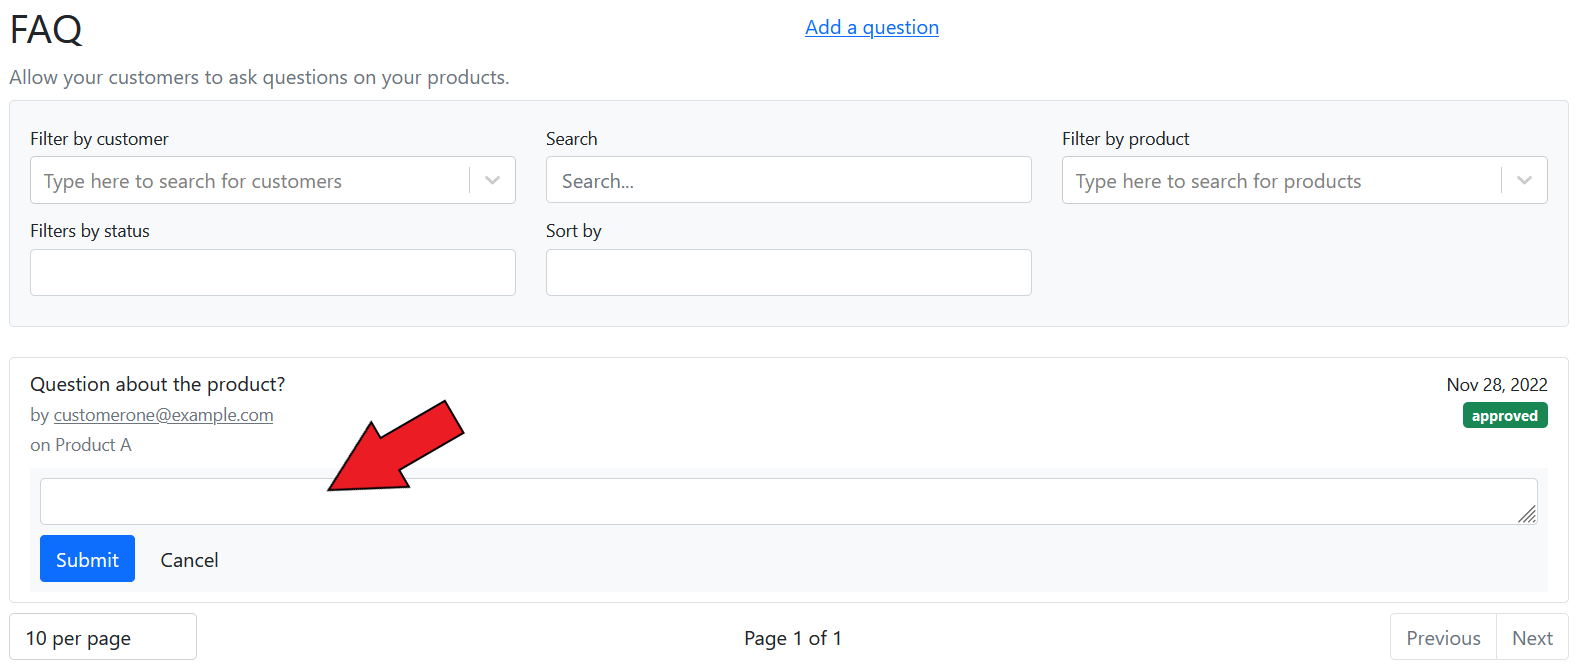 FAQ
Add a question
Allow your customers to ask questions on your products.
Filter by customer
Search
Filter by product
Type here to search for customers
Search...
Type here to search for products
Filters by status
Sort by
Question about the product?
Nov 28, 2022
by customerone@example.com
approved
on Product A
Submit
Cancel
10 per page
Page 1 of 1
Previous
Next